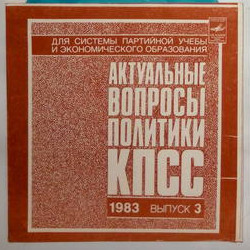 ДЛЯ СИСТЕМЫ ПАРТИЙНОЙ УЧЕБЫ
И ЭКОНОМИЧЕСКОГО ОБРАЗОВАНИЯ
АКТУАЛЬНЫЕ
ВОПРОСЫ
ПОЛИТИКИ
КПСС
1983 ВЫПУСК 3